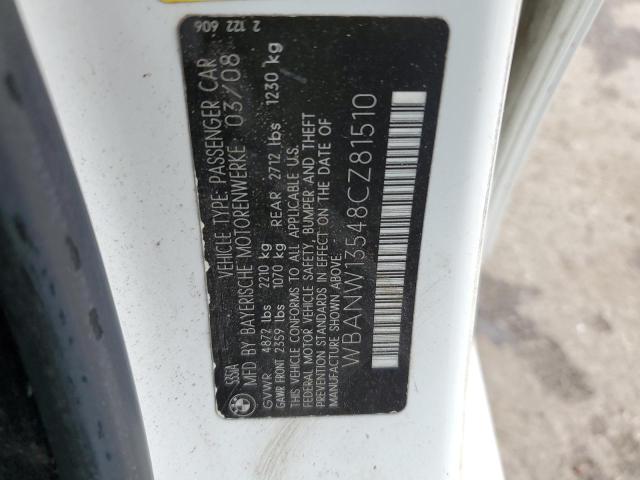 2 122 606
SSIA
VEHICLE TYPE: PASSENGER CAR
MFD BY BAYERISCHE MOTORENWERKE 03/08
GVWR 4872 lbs 2210 kg
GAWR FRONT 2359 lbs 1070 kg REAR 2712 lbs 1230 kg
THIS VEHICLE CONFORMS TO ALL APPLICABLE U.S.
FEDERAL MOTOR VEHICLE SAFETY, BUMPER AND THEFT
PREVENTION STANDARDS IN EFFECT ON THE DATE OF
MANUFACTURE SHOWN ABOVE.
WBANW13548CZ81510